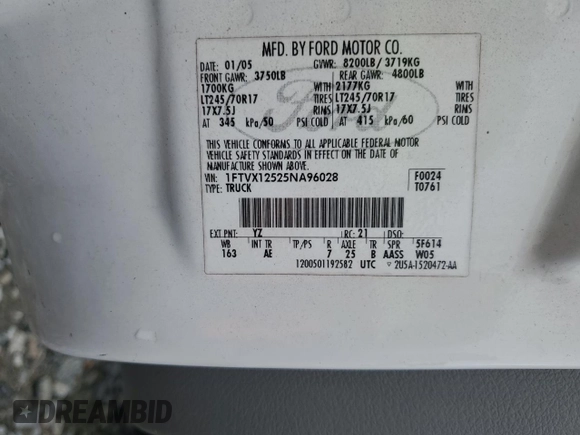 MFD. BY FORD MOTOR CO.
DATE: 01/05 GVWR: 8200LB/ 3719KG
FRONT GAWR: 3750LB REAR GAWR: 4800LB
1700KG WITH 2177KG WITH
LT245/70R17 TIRES LT245/70R17 TIRES
17X7.5J RIMS 17X7.5J RIMS
AT 345 kPa/50 PSI COLD AT 415 kPa/60 PSI COLD
THIS VEHICLE CONFORMS TO ALL APPLICABLE FEDERAL MOTOR
VEHICLE SAFETY STANDARDS IN EFFECT ON THE DATE OF
MANUFACTURE SHOWN ABOVE.
VIN: 1FTVX12525NA96028 F0024
TYPE: TRUCK T0761
EXT PNT: YZ RC: 21 DSO:
WB INT TR TP/PS R AXLE TR SPR 5F614
163 AE 7 25 B AASS W05
1200501192582 UTC 2U5A-1520472-AA
Ford
DREAMBID